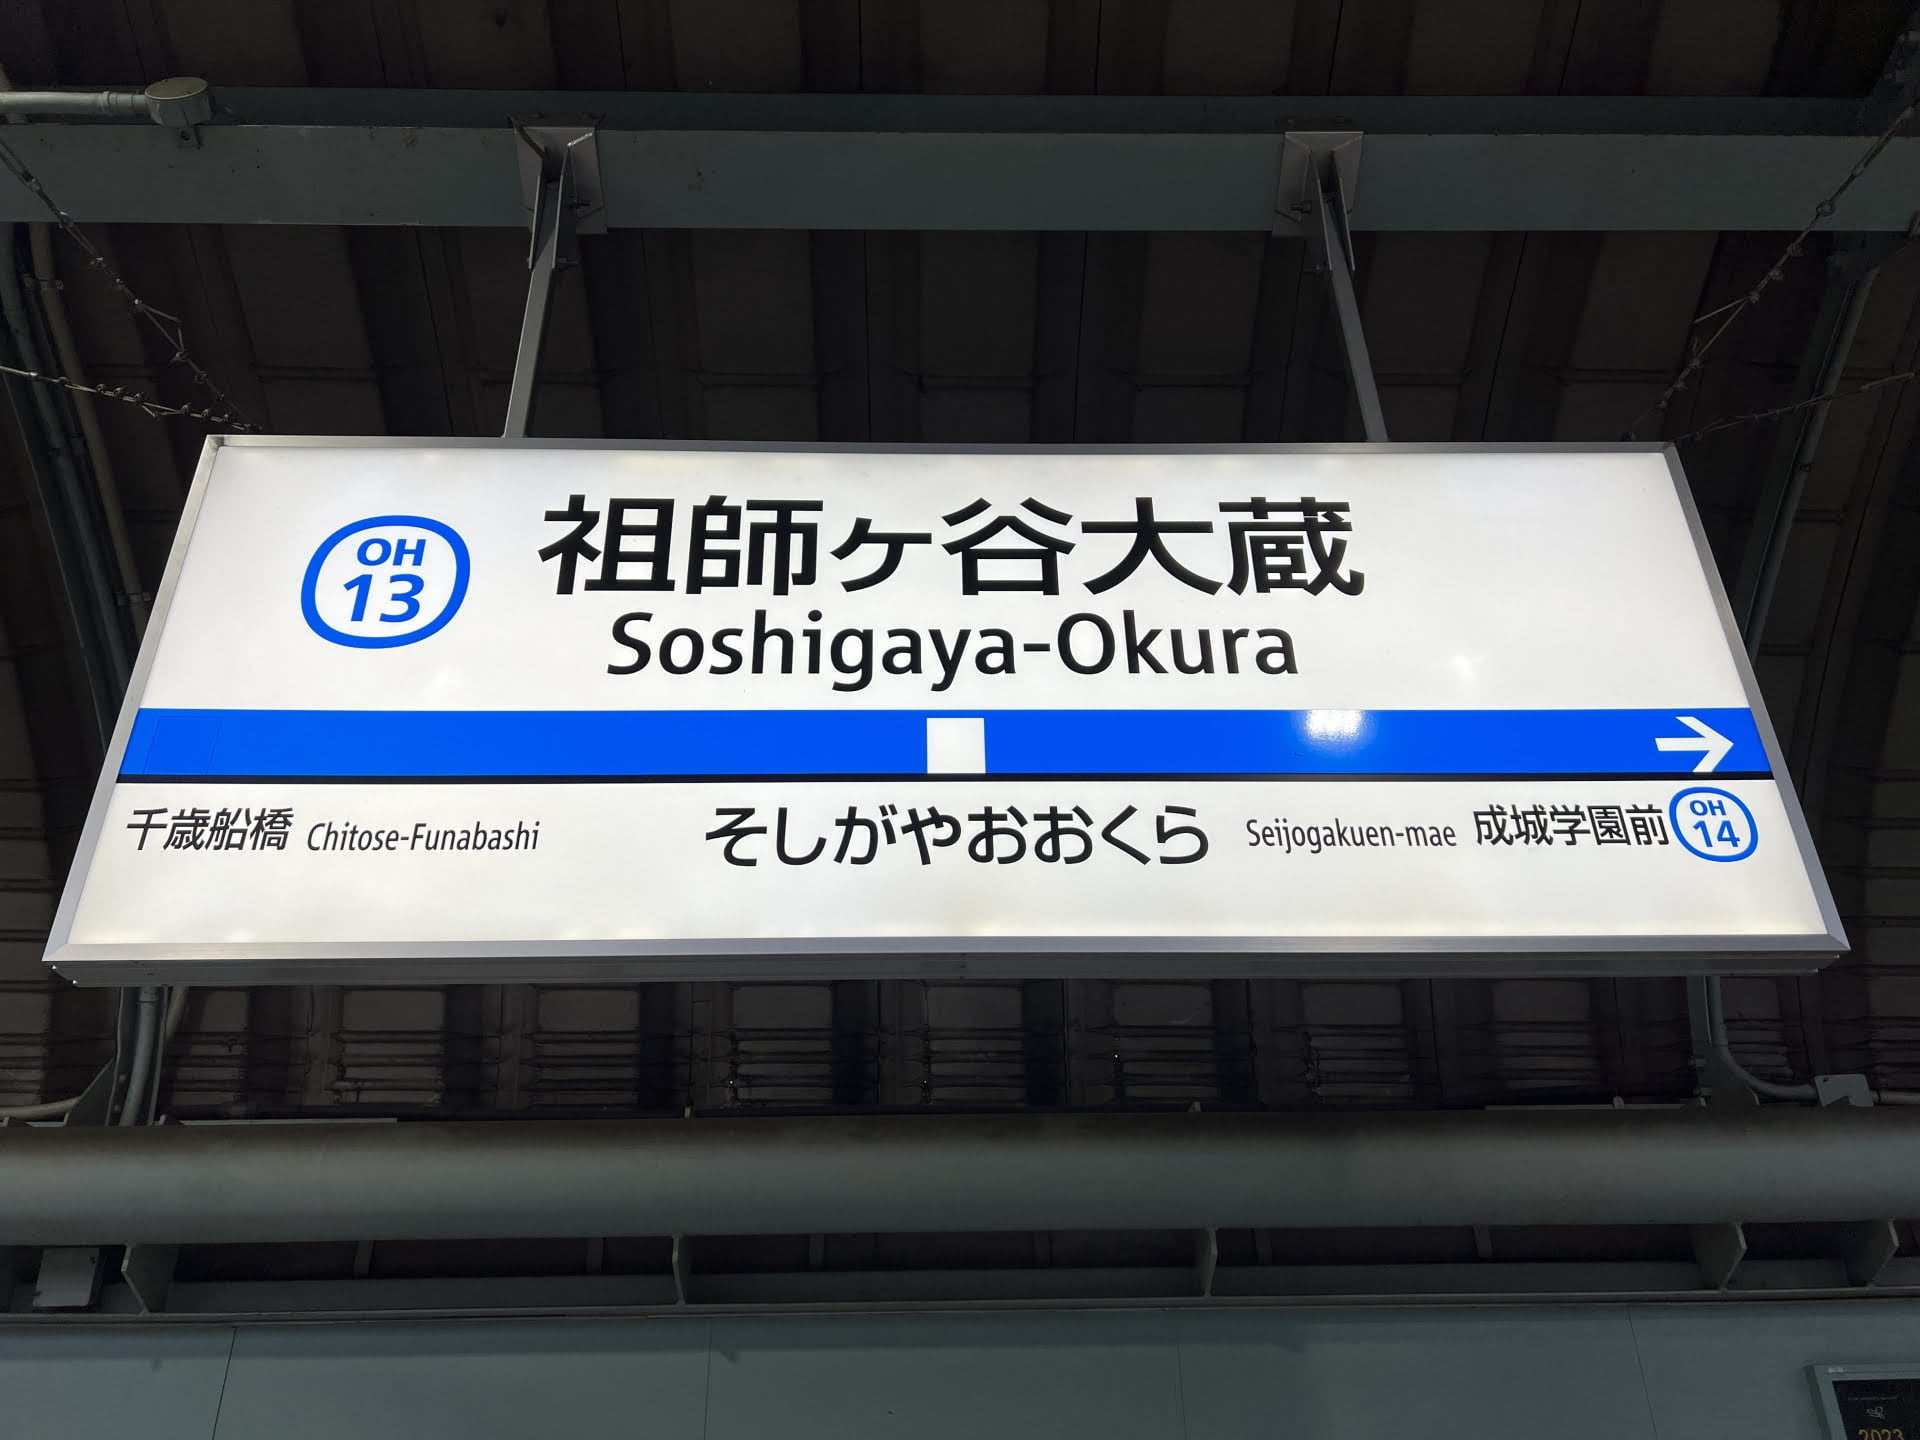 OH
13
祖師ヶ谷大蔵
Soshigaya-Okura
千歳船橋 Chitose-Funabashi
そしがやおおくら
Seijogakuen-mae 成城学園前
OH
14
2023